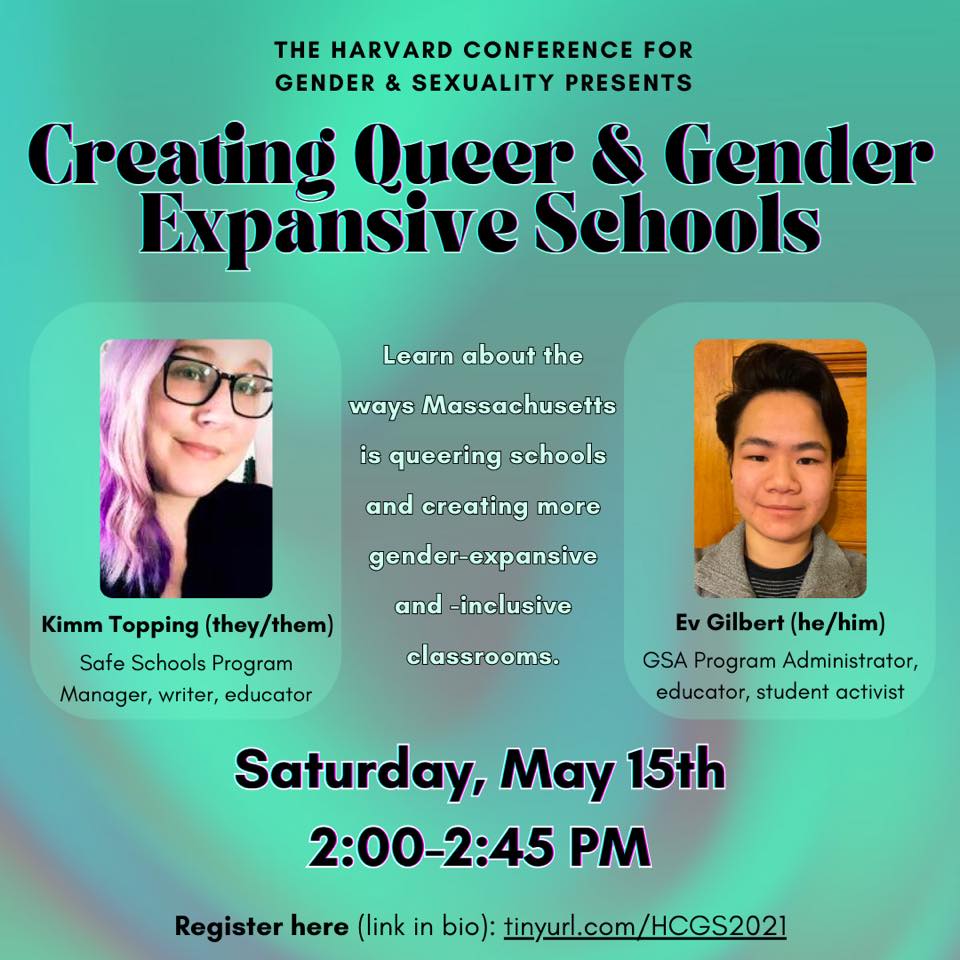 THE HARVARD CONFERENCE FOR
GENDER & SEXUALITY PRESENTS
Creating Queer & Gender
Expansive Schools
Learn about the
ways Massachusetts
is queering schools
and creating more
gender-expansive
and -inclusive
classrooms.
Kimm Topping (they/them)
Safe Schools Program
Manager, writer, educator
Ev Gilbert (he/him)
GSA Program Administrator,
educator, student activist
Saturday, May 15th
2:00-2:45 PM
Register here (link in bio): tinyurl.com/HCGS2021